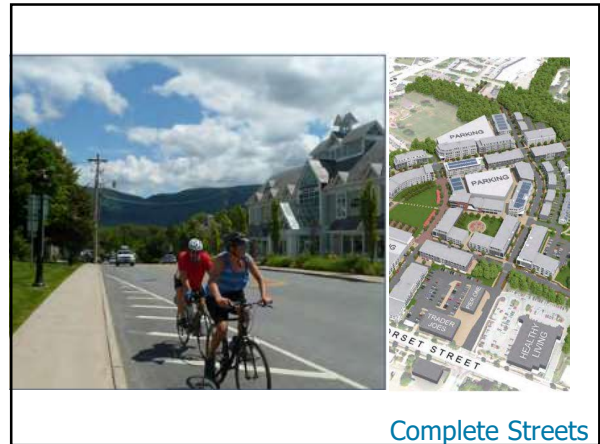 PARKING
PARKING
TRADER
JOES
HEALTHY
LIVING
RSET STREET
Complete Streets